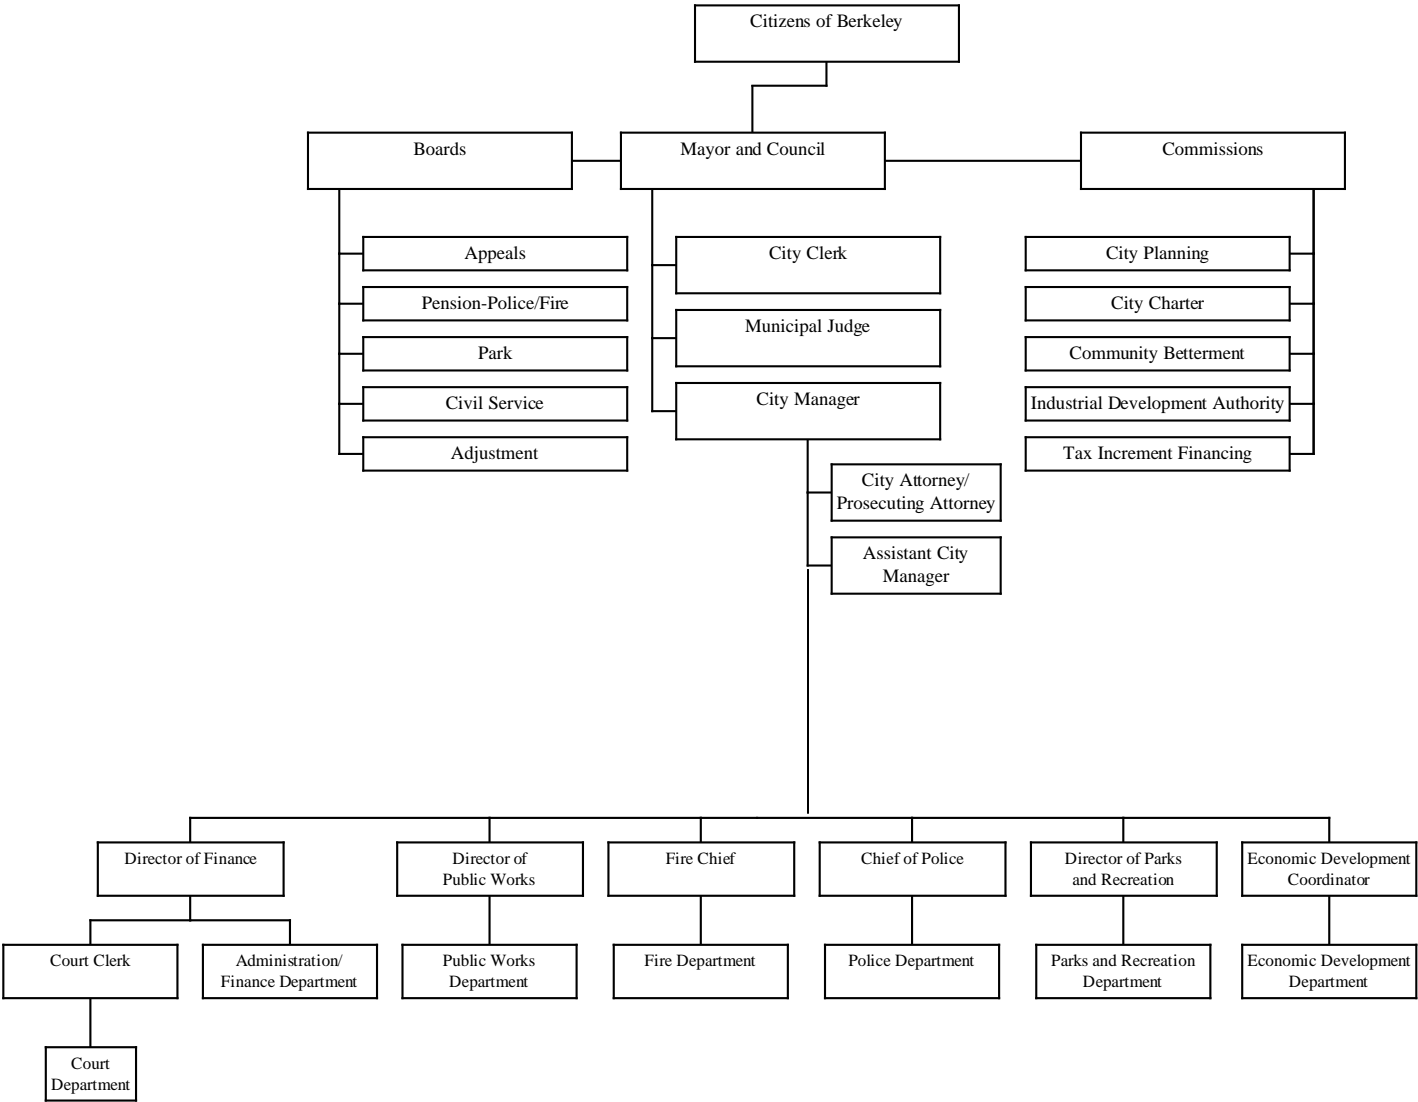 Citizens of Berkeley
Boards
Mayor and Council
Commissions
Appeals
Pension-Police/Fire
Park
Civil Service
Adjustment
City Clerk
Municipal Judge
City Manager
City Attorney/
Prosecuting Attorney
Assistant City
Manager
City Planning
City Charter
Community Betterment
Industrial Development Authority
Tax Increment Financing
Director of Finance
Director of
Public Works
Fire Chief
Chief of Police
Director of Parks
and Recreation
Economic Development
Coordinator
Court Clerk
Administration/
Finance Department
Public Works
Department
Fire Department
Police Department
Parks and Recreation
Department
Economic Development
Department
Court
Department